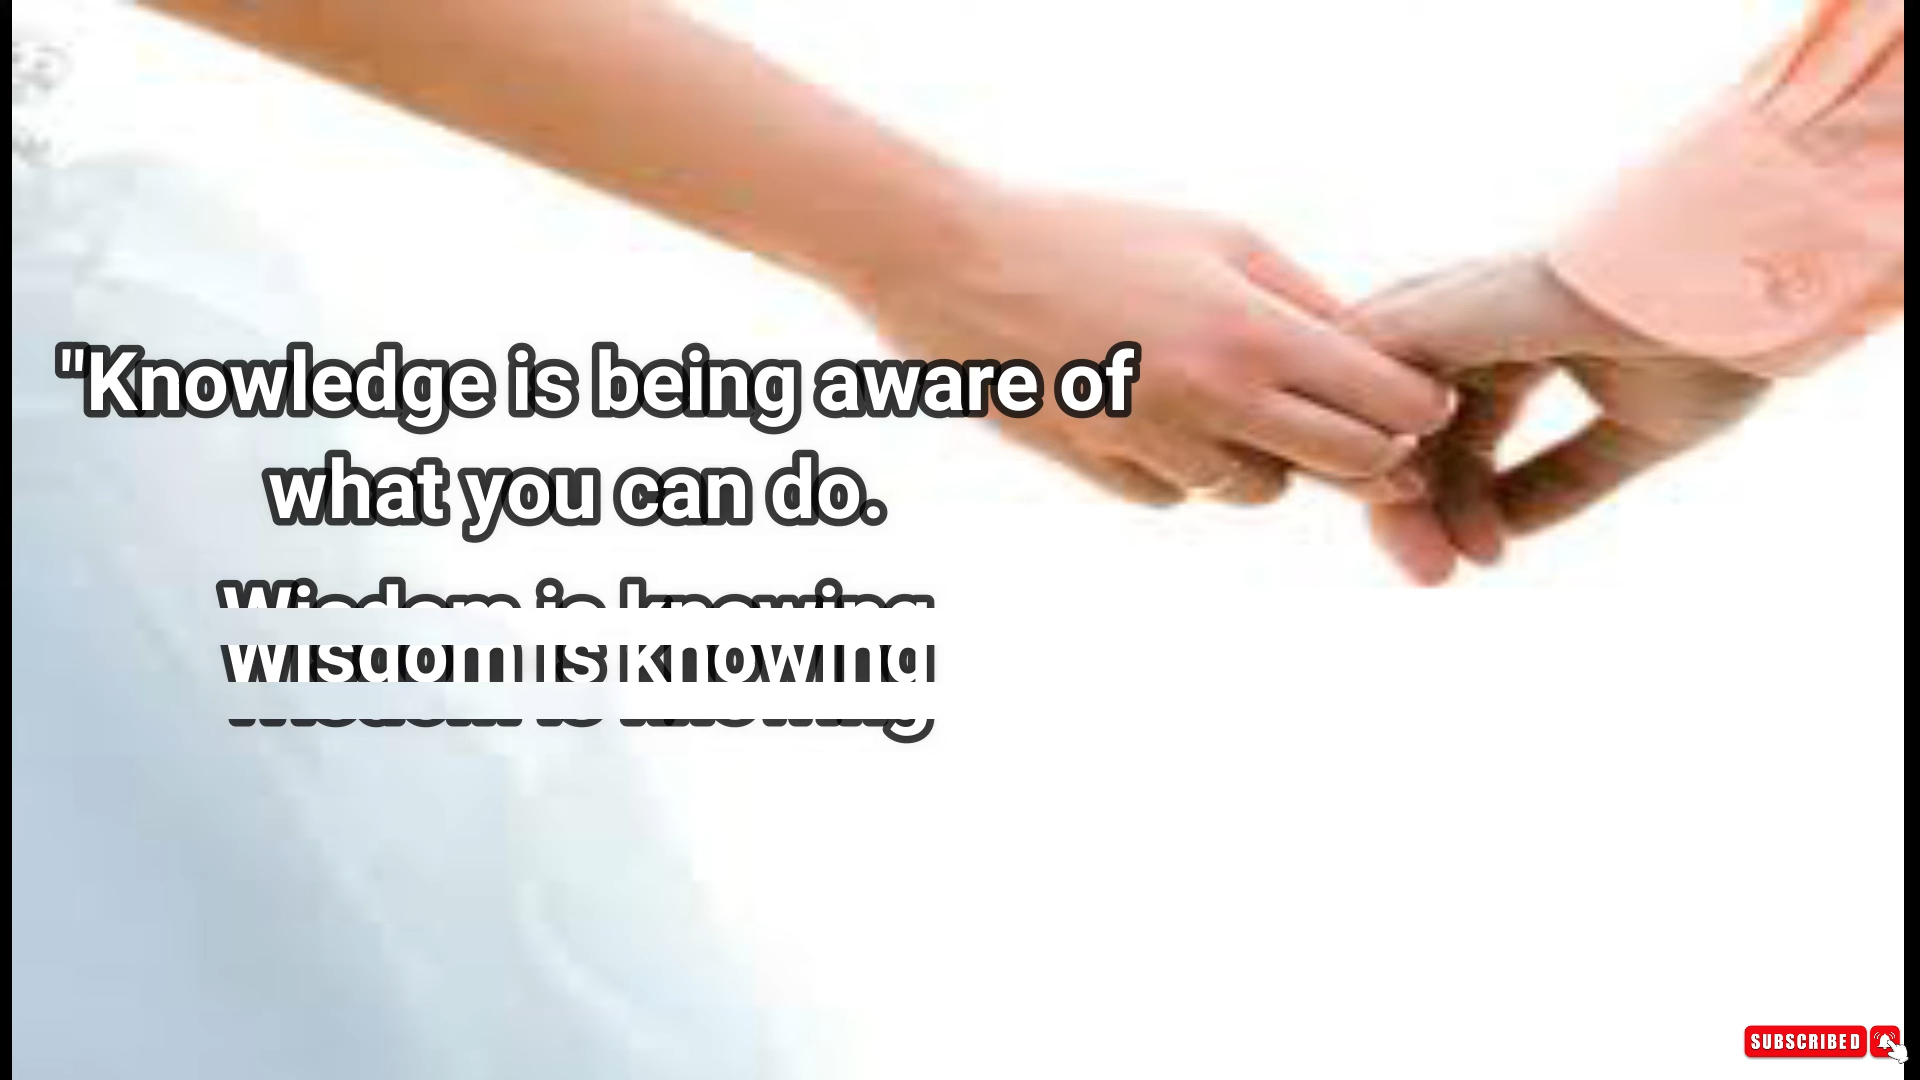 "Knowledge is being aware of
what you can do.
Wisdom is knowing
SUBSCRIBED